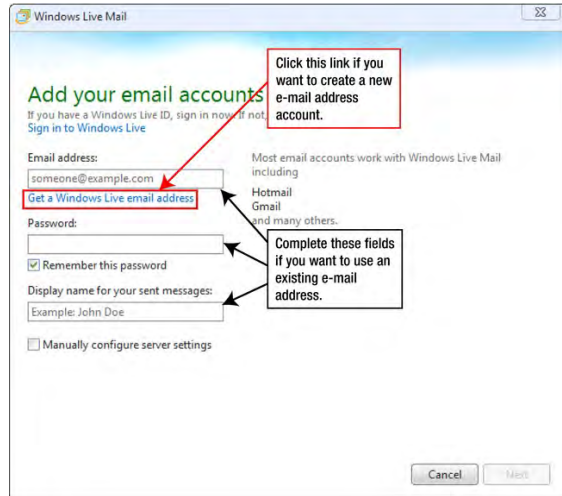 Windows Live Mail
Click this link if you
want to create a new
e-mail address
account.
Add your email accounts
If you have a Windows Live ID, sign in now. If not,
Sign in to Windows Live
Email address:
someone@example.com
Get a Windows Live email address
Most email accounts work with Windows Live Mail
including
Hotmail
Gmail
and many others.
Password:
Remember this password
Complete these fields
if you want to use an
existing e-mail
address.
Display name for your sent messages:
Example: John Doe
Manually configure server settings
Cancel
Next